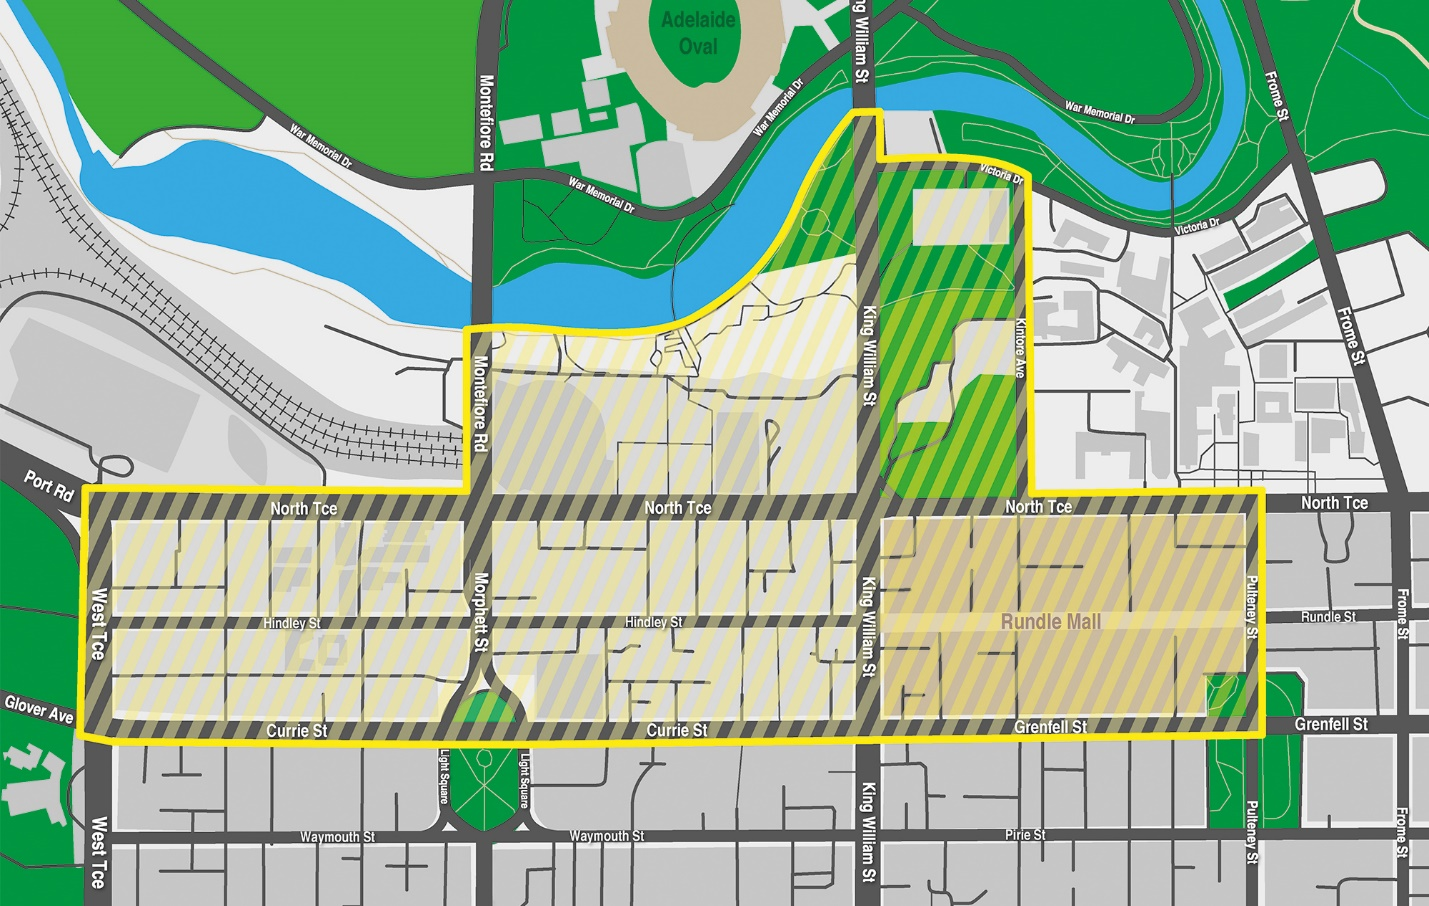 Adelaide
Oval
ng William St
Montefiore Rd
War Memorial Dr
War Memorial Dr
War Memorial Dr
War Memorial Dr
Frome St
Victoria Dr
Victoria Dr
King William St
Kintore Ave
Frome St
Montefiore Rd
Port Rd
North Tce
North Tce
North Tce
North Tce
West Tce
Hindley St
Morphett St
Hindley St
King William St
Rundle Mall
Pulteney St
Rundle St
Frome St
Glover Ave
Currie St
Currie St
Grenfell St
Grenfell St
Light Square
Light Square
West Tce
Waymouth St
Waymouth St
King William St
Pirie St
Pulteney St
Frome St